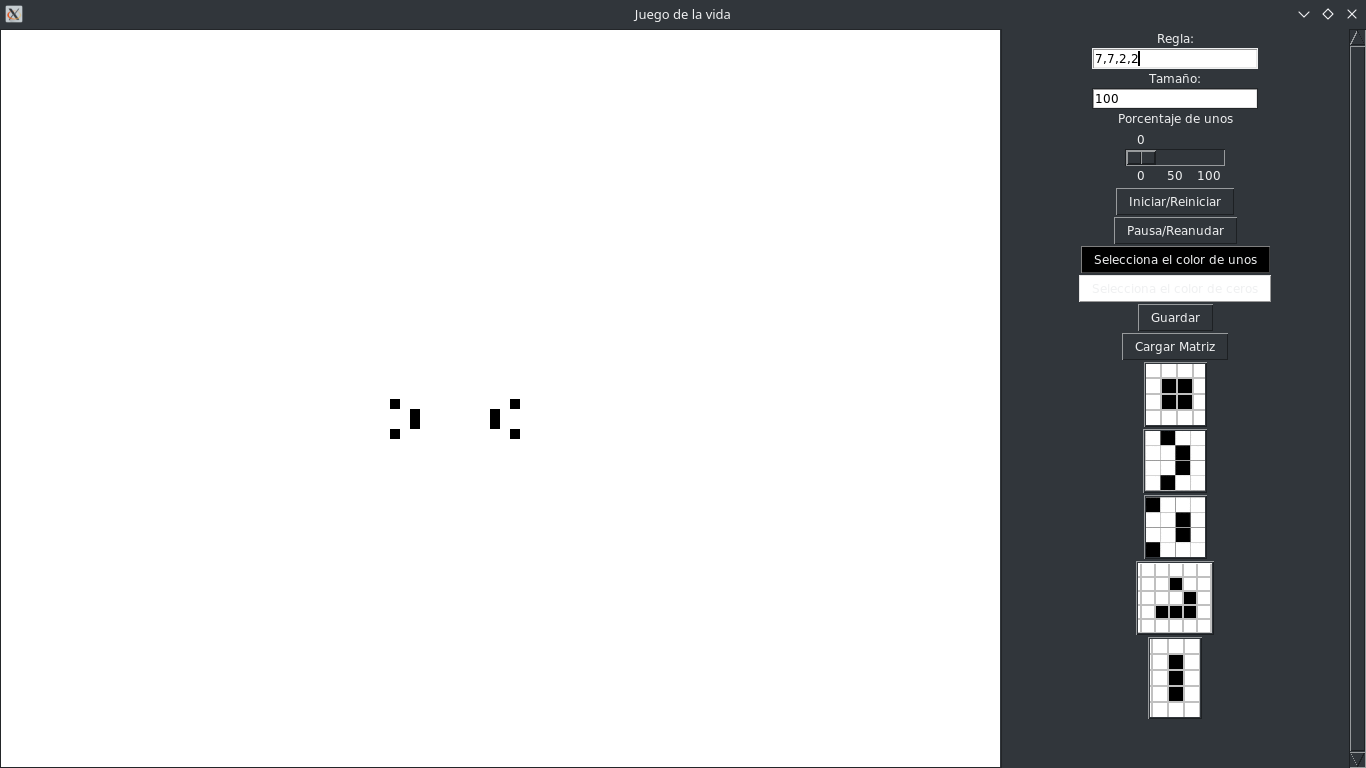 Juego de la vida
Regla:
7,7,2,2
Tamaño:
100
Porcentaje de unos
0
0 50 100
Iniciar/Reiniciar
Pausa/Reanudar
Selecciona el color de unos
Selecciona el color de ceros
Guardar
Cargar Matriz